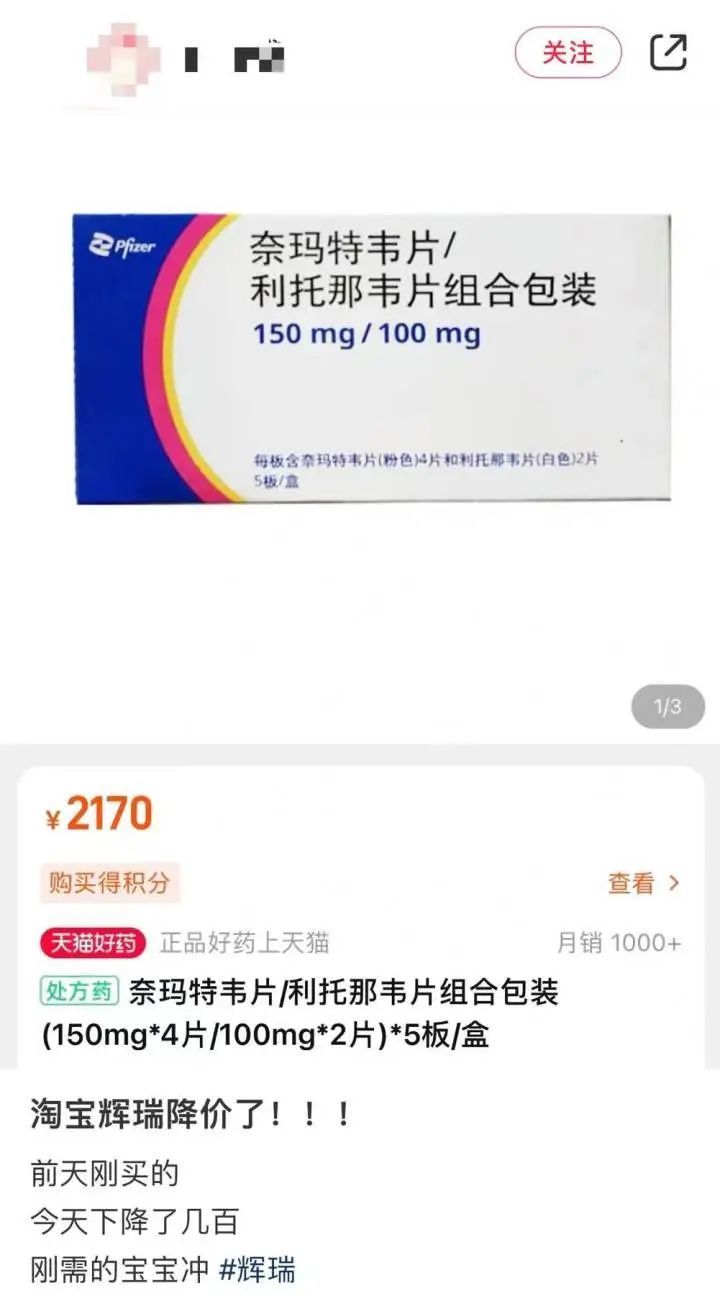 关注
Pfizer
奈玛特韦片/
利托那韦片组合包装
150 mg/100 mg
每板含奈玛特韦片(粉色)4片和利托那韦片(白色)2片
5板/盒
1/3
¥2170
购买得积分
查看 >
天猫好药 正品好药上天猫
月销 1000+
处方药 奈玛特韦片/利托那韦片组合包装
(150mg*4片/100mg*2片)*5板/盒
淘宝辉瑞降价了！！！
前天刚买的
今天下降了几百
刚需的宝宝冲 #辉瑞